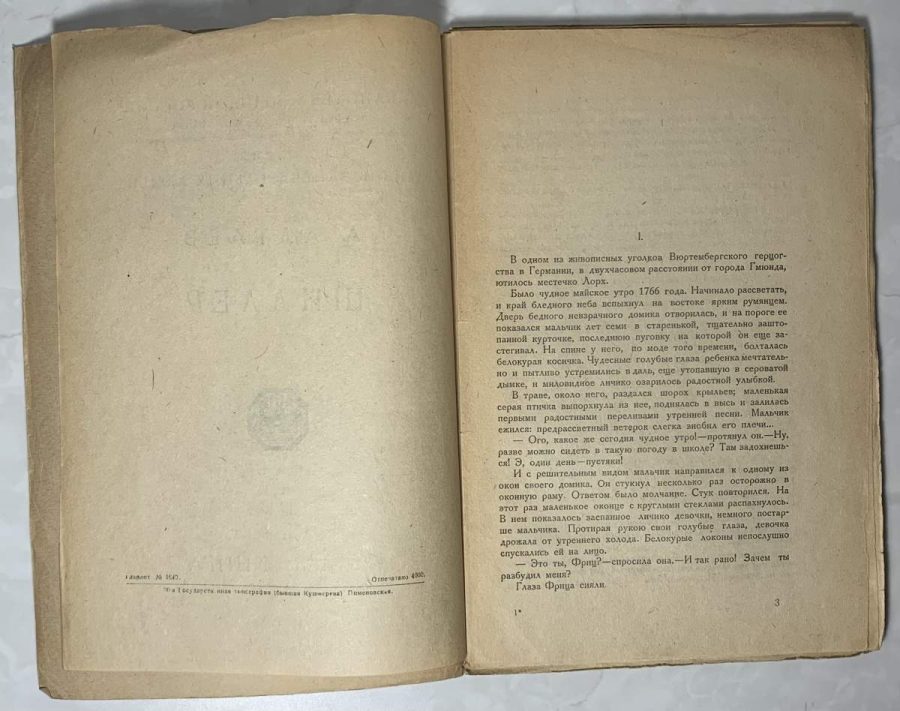 Отпечатано 4000.
типография (бывшая Кушнерева) Пименовская.
I.
В одном из живописных уголков Вюртембергского герцог-
ства в Германии, в двухчасовом расстоянии от города Гмюнда,
ютилось местечко Лорх.
Было чудное майское утро 1766 года. Начинало рассветать,
и край бледного неба вспыхнул на востоке ярким румянцем.
Дверь бедного невзрачного домика отворилась, и на пороге ее
показался мальчик лет семи в старенькой, тщательно зашто-
панной курточке, последнюю пуговку на которой он еще за-
стегивал. На спине у него, по моде того времени, болталась
белокурая косичка. Чудесные голубые глаза ребенка мечтатель-
но и пытливо устремились в даль, еще утопавшую в сероватой
дымке, и миловидное личико озарилось радостной улыбкой.
В траве, около него, раздался шорох крыльев; маленькая
серая птичка выпорхнула из нее, поднялась в высь и залилась
первыми радостными переливами утренней песни. Мальчик
ежился: предрассветный ветерок слегка знобил его плечи...
— Ого, какое же сегодня чудное утро!—протянул он.—Ну,
разве можно сидеть в такую погоду в школе? Там задохнешь-
ся! Э, один день—пустяки!
И с решительным видом мальчик направился к одному из
окон своего домика. Он стукнул несколько раз осторожно в
оконную раму. Ответом было молчание. Стук повторился. На
этот раз маленькое оконце с круглыми стеклами распахнулось.
В нем показалось заспанное личико девочки, немного постар-
ше мальчика. Протирая рукою свои голубые глаза, девочка
дрожала от утреннего холода. Белокурые локоны непослушно
спускались ей на лицо.
— Это ты, Фриц?—спросила она.—И так рано! Зачем ты
разбудил меня?
Глаза Фрица сияли.
1*
3